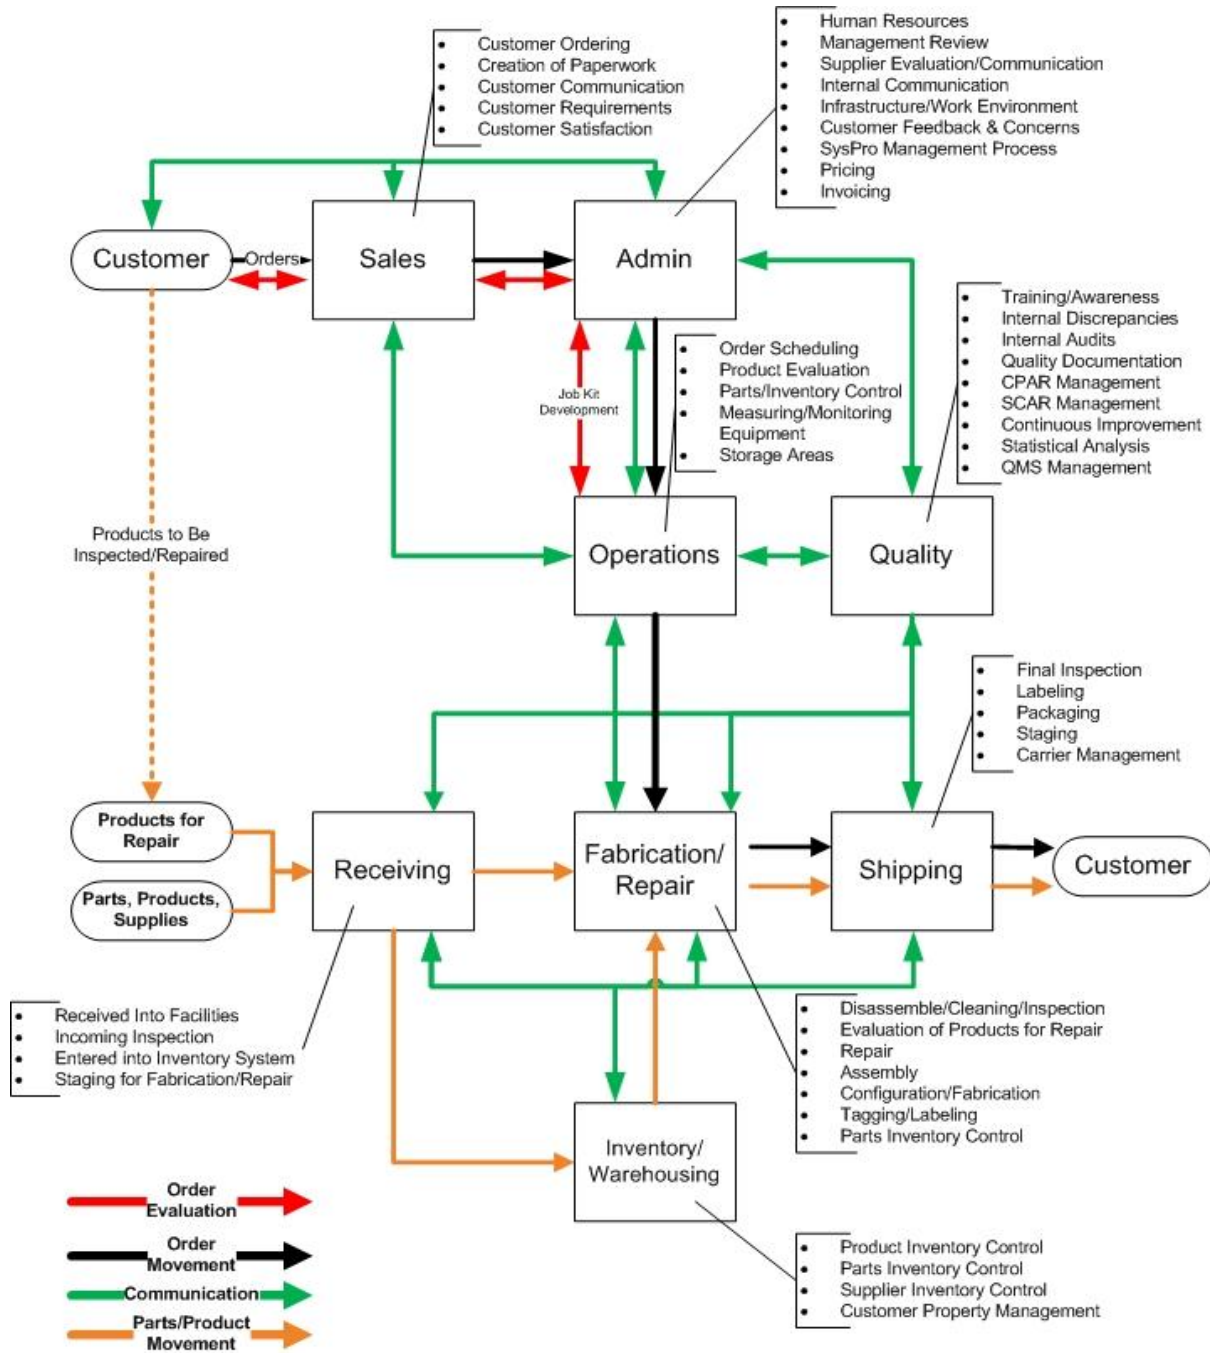 Customer Ordering
Creation of Paperwork
Customer Communication
Customer Requirements
Customer Satisfaction
Human Resources
Management Review
Supplier Evaluation/Communication
Internal Communication
Infrastructure/Work Environment
Customer Feedback & Concerns
SysPro Management Process
Pricing
Invoicing
Customer
Orders
Sales
Admin
Training/Awareness
Internal Discrepancies
Internal Audits
Quality Documentation
CPAR Management
SCAR Management
Continuous Improvement
Statistical Analysis
QMS Management
Order Scheduling
Product Evaluation
Parts/Inventory Control
Measuring/Monitoring
Equipment
Storage Areas
Job Kit
Development
Products to Be
Inspected/Repaired
Operations
Quality
Final Inspection
Labeling
Packaging
Staging
Carrier Management
Products for
Repair
Parts, Products,
Supplies
Receiving
Fabrication/
Repair
Shipping
Customer
Received Into Facilities
Incoming Inspection
Entered into Inventory System
Staging for Fabrication/Repair
Disassemble/Cleaning/Inspection
Evaluation of Products for Repair
Repair
Assembly
Configuration/Fabrication
Tagging/Labeling
Parts Inventory Control
Inventory/
Warehousing
Product Inventory Control
Parts Inventory Control
Supplier Inventory Control
Customer Property Management
Order
Evaluation
Order
Movement
Communication
Parts/Product
Movement